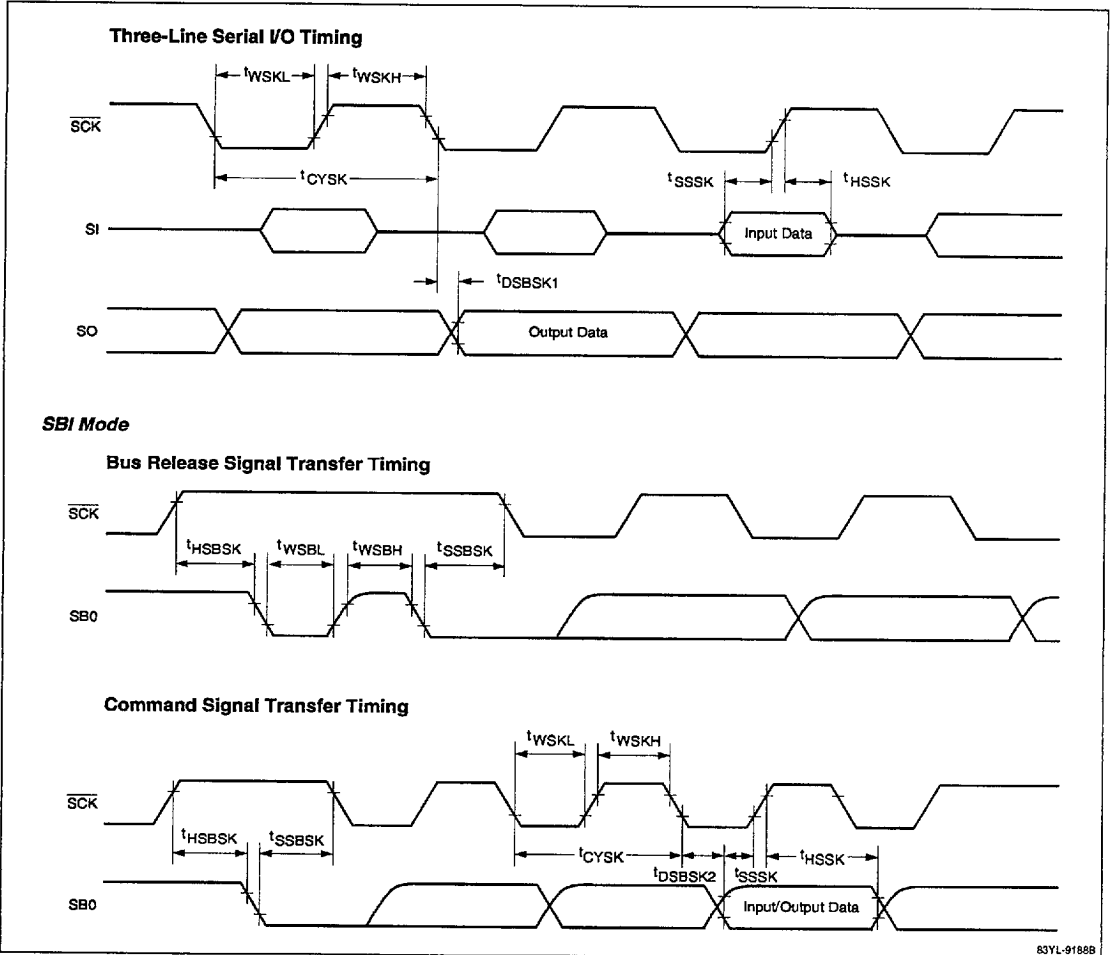 Three-Line Serial I/O Timing
tWSKL
tWSKH
SCK
tCYSK
tSSSK
tHSSK
SI
Input Data
tDSBSK1
SO
Output Data
SBI Mode
Bus Release Signal Transfer Timing
SCK
tHSBSK
tWSBL
tWSBH
tSSBSK
SB0
Command Signal Transfer Timing
tWSKL
tWSKH
SCK
tHSBSK
tSSBSK
tCYSK
tDSBSK2
tSSSK
tHSSK
SB0
Input/Output Data
83YL-9188B